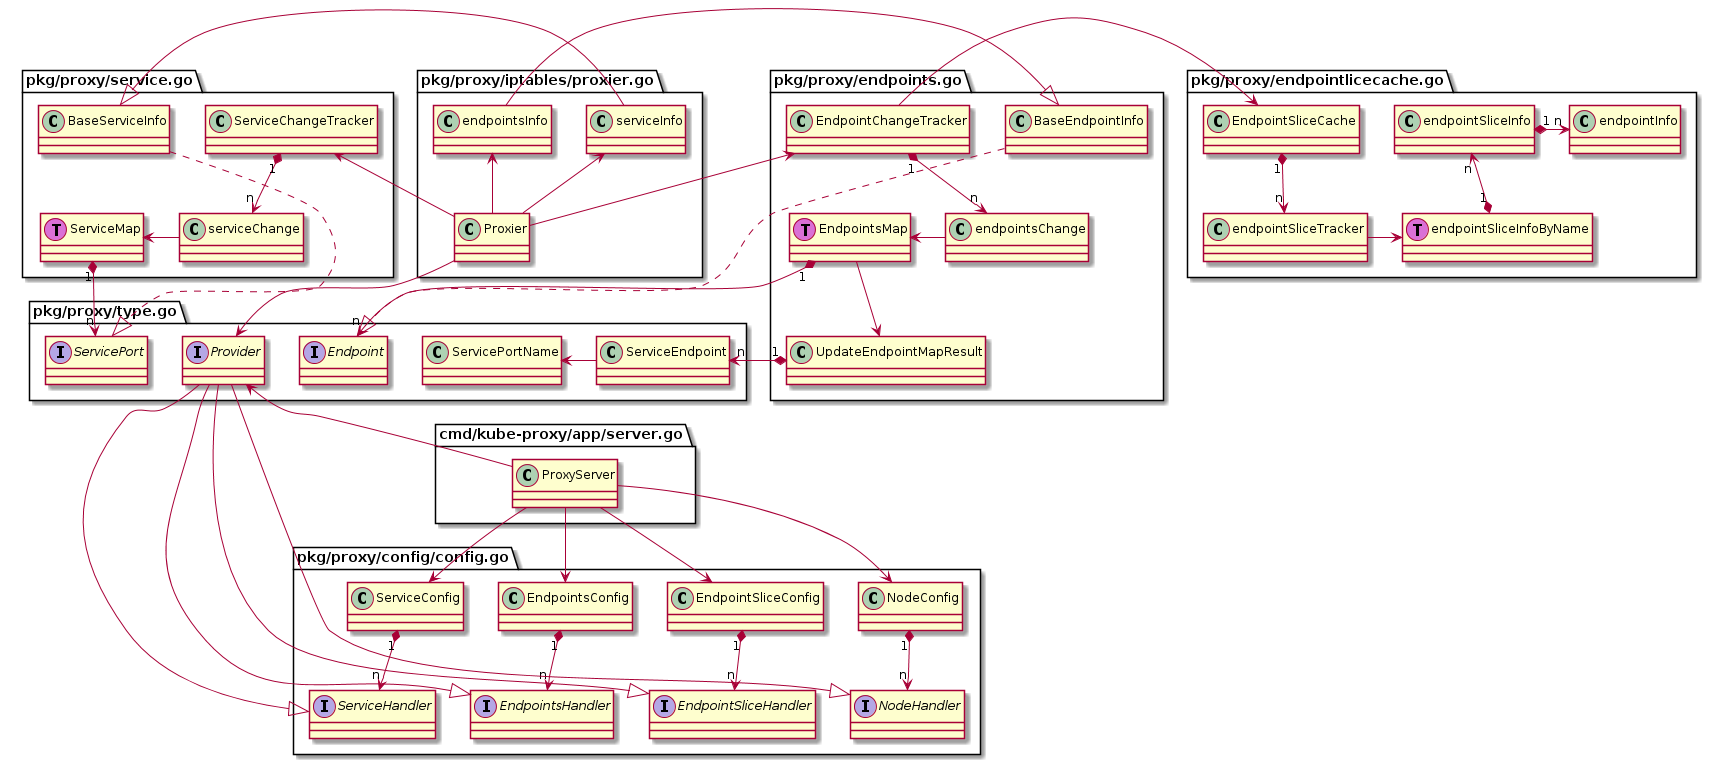 pkg/proxy/service.go
C BaseServiceInfo
C ServiceChangeTracker
1
n
T ServiceMap
C serviceChange
1
n
pkg/proxy/iptables/proxier.go
C endpointsInfo
C serviceInfo
C Proxier
pkg/proxy/endpoints.go
C EndpointChangeTracker
C BaseEndpointInfo
1
n
T EndpointsMap
C endpointsChange
1
n
C UpdateEndpointMapResult
1
n
pkg/proxy/endpointlicecache.go
C EndpointSliceCache
C endpointSliceInfo
1 n
C endpointInfo
1
n
n
1
C endpointSliceTracker
T endpointSliceInfoByName
pkg/proxy/type.go
I ServicePort
I Provider
I Endpoint
C ServicePortName
C ServiceEndpoint
cmd/kube-proxy/app/server.go
C ProxyServer
pkg/proxy/config/config.go
C ServiceConfig
C EndpointsConfig
C EndpointSliceConfig
C NodeConfig
1
1
1
1
n
n
n
n
I ServiceHandler
I EndpointsHandler
I EndpointSliceHandler
I NodeHandler